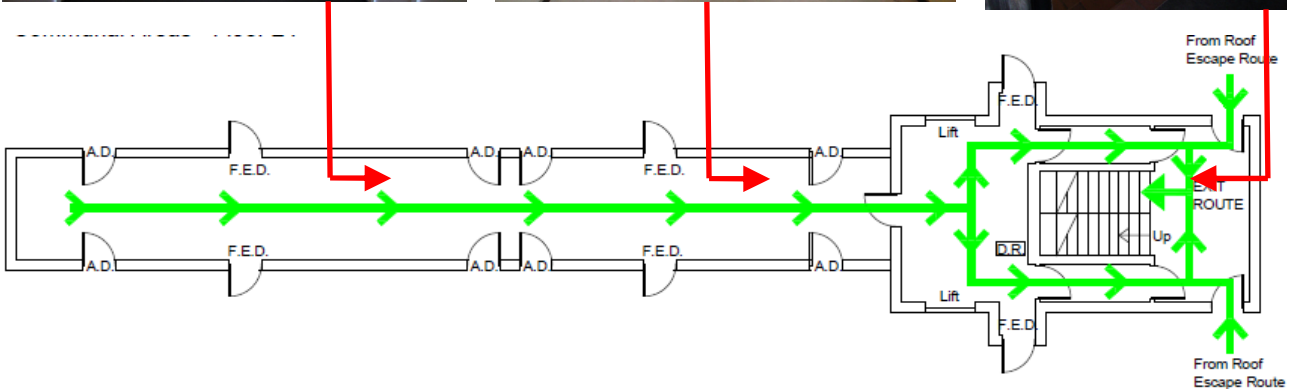 From Roof
Escape Route
F.E.D.
Lift
A.D.
A.D.
A.D.
A.D.
F.E.D.
F.E.D.
EXIT
ROUTE
Up
D.R.
F.E.D.
F.E.D.
A.D.
A.D.
A.D.
A.D.
Lift
F.E.D.
From Roof
Escape Route